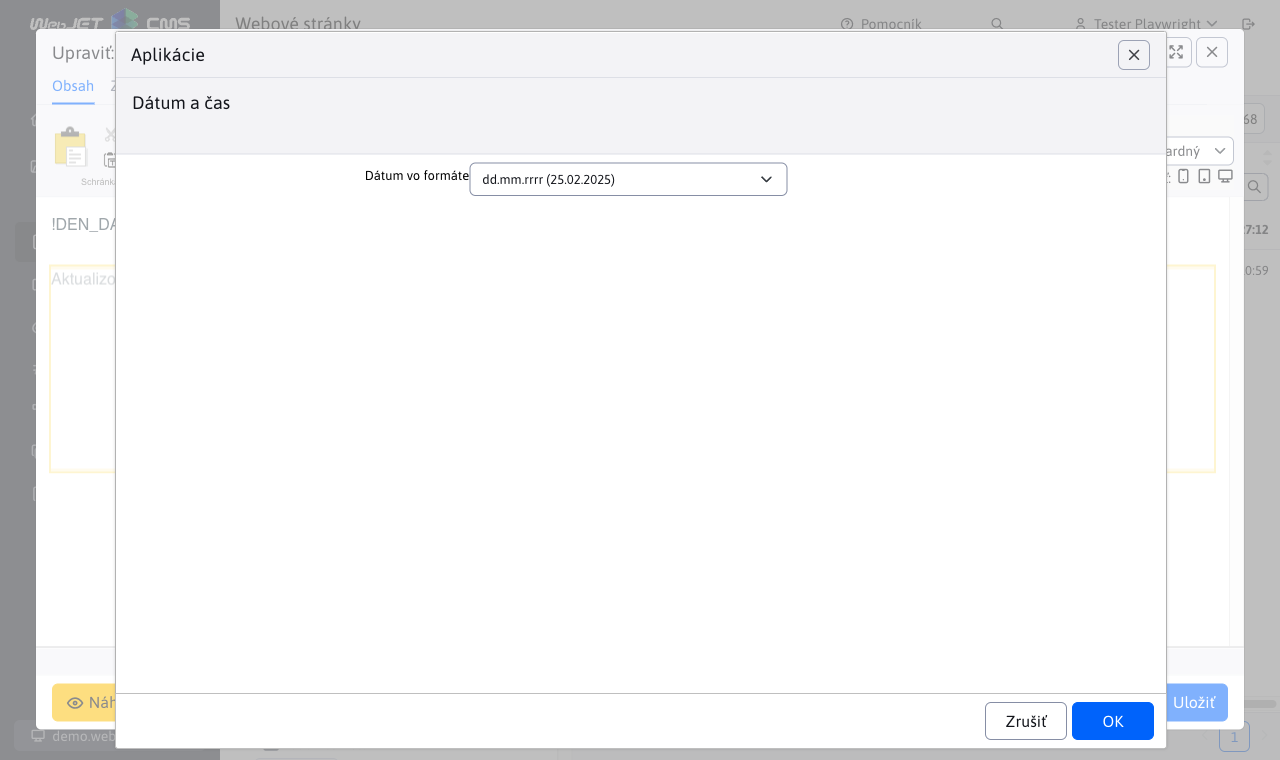 WebJET CMS
Webové stránky
Pomocník
Tester Playwright
Upraviť:
Aplikácie
Obsah
Dátum a čas
68
ardný
Schránka
Dátum vo formáte
dd.mm.rrrr (25.02.2025)
!DEN_DA
7:12
Aktualizo
0:59
Náh
Uložiť
Zrušiť
OK
demo.web
1